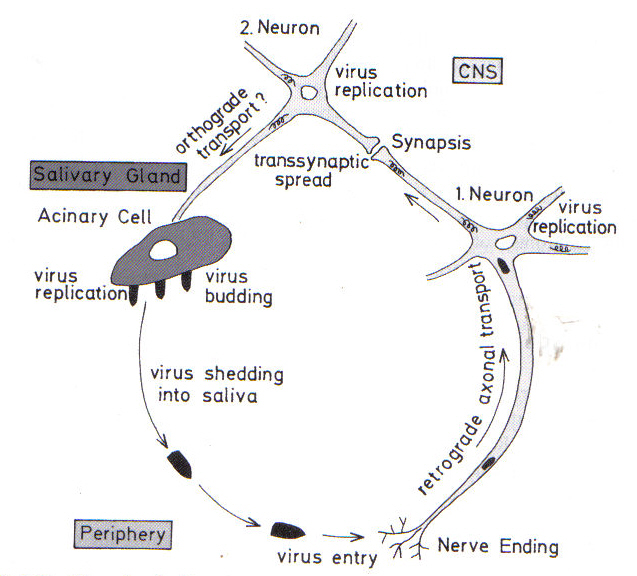 2. Neuron
CNS
virus
replication
orthograde
transport?
Synapsis
transsynaptic
spread
Salivary Gland
1. Neuron
Acinary Cell
virus
replication
virus
replication
virus
budding
retrograde axonal transport
virus shedding
into saliva
Periphery
virus entry
Nerve Ending